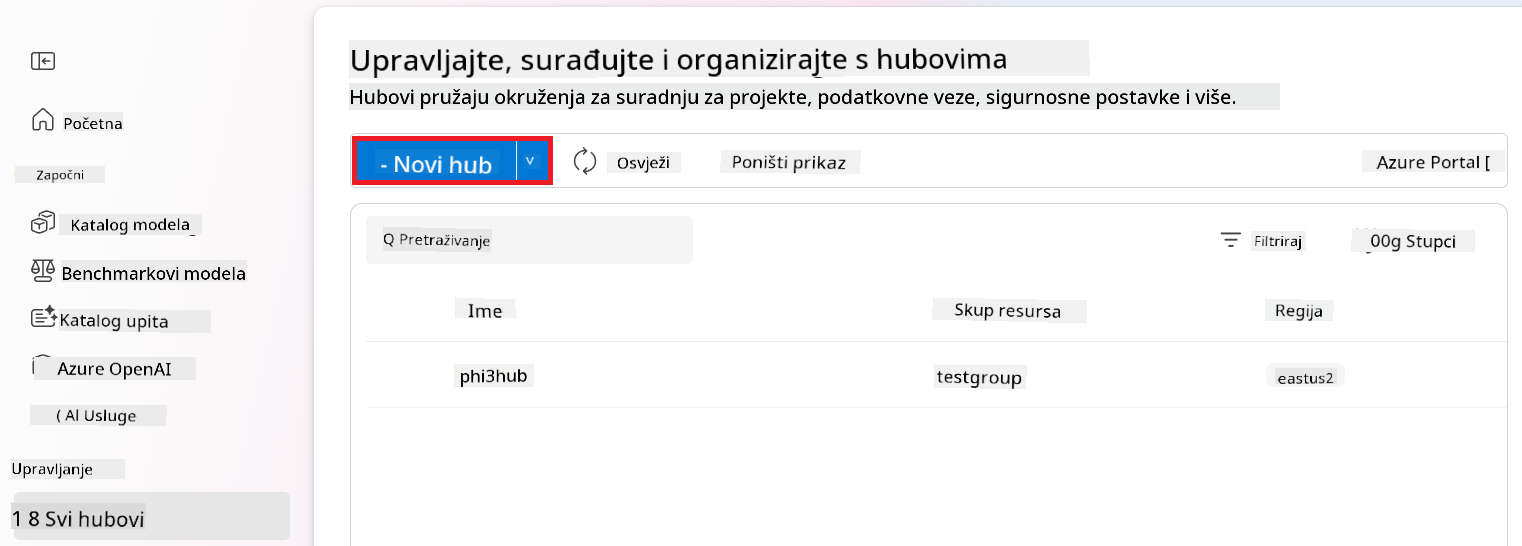 Početna
Započni
Katalog modela
Benchmarkovi modela
Katalog upita
Azure OpenAI
( AI Usluge
Upravljanje
1 8 Svi hubovi
Upravljajte, surađujte i organizirajte s hubovima
Hubovi pružaju okruženja za suradnju za projekte, podatkovne veze, sigurnosne postavke i više.
- Novi hub
Osvježi
Poništi prikaz
Azure Portal [
Q Pretraživanje
Filtriraj
00g Stupci
Ime Skup resursa Regija
phi3hub testgroup eastus2